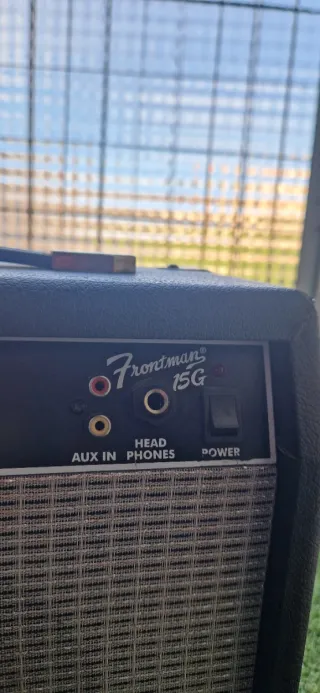 Frontman®
15G
AUX IN
HEAD
PHONES
POWER